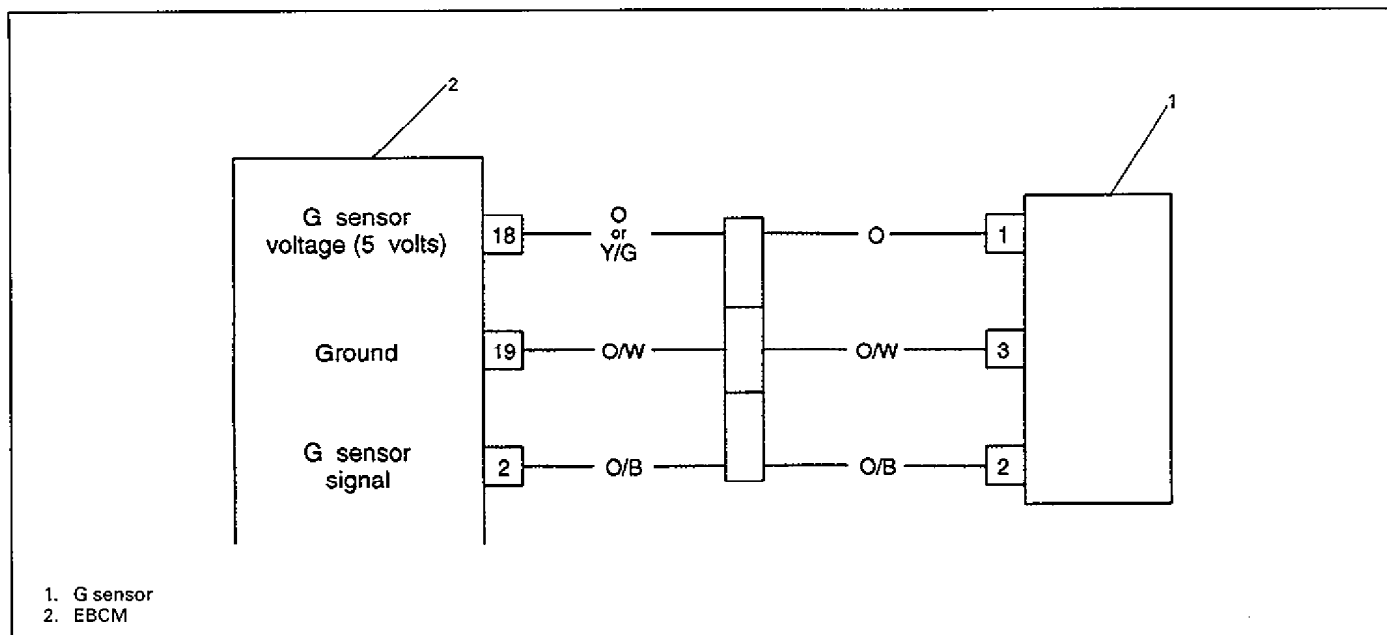 2
1
G sensor
voltage (5 volts)
18
O
or
Y/G
O
1
Ground
19
O/W
O/W
3
G sensor
signal
2
O/B
O/B
2
1. G sensor
2. EBCM